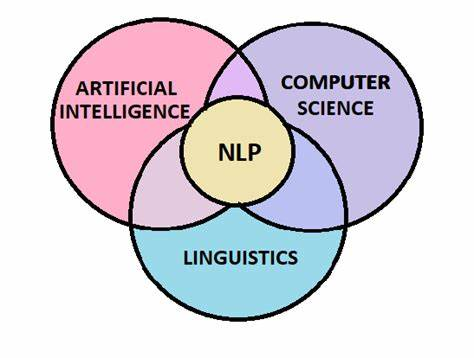 ARTIFICIAL
INTELLIGENCE
COMPUTER
SCIENCE
NLP
LINGUISTICS